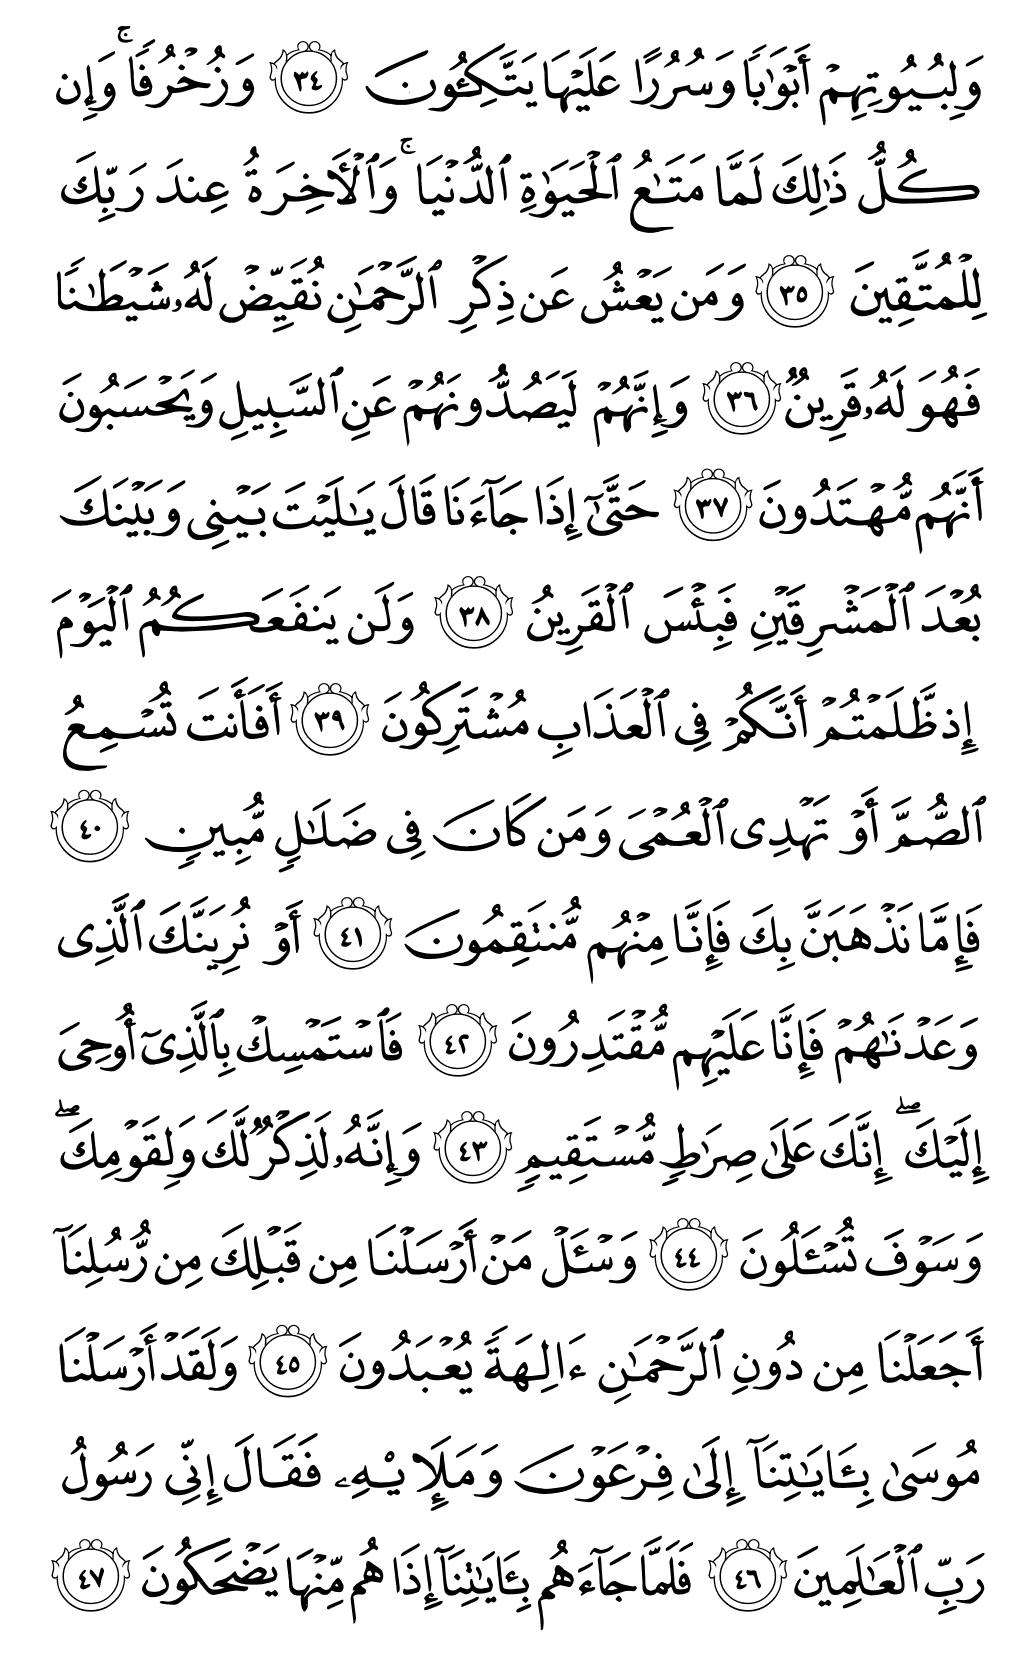 وَلِبُيُوتِهِمۡ أَبۡوَٰبٗا وَسُرُرًا عَلَيۡهَا يَتَّكِـُٔونَ ٣٤ وَزُخۡرُفٗاۚ وَإِن
كُلُّ ذَٰلِكَ لَمَّا مَتَٰعُ ٱلۡحَيَوٰةِ ٱلدُّنۡيَاۚ وَٱلۡأٓخِرَةُ عِندَ رَبِّكَ
لِلۡمُتَّقِينَ ٣٥ وَمَن يَعۡشُ عَن ذِكۡرِ ٱلرَّحۡمَٰنِ نُقَيِّضۡ لَهُۥ شَيۡطَٰنٗا
فَهُوَ لَهُۥ قَرِينٞ ٣٦ وَإِنَّهُمۡ لَيَصُدُّونَهُمۡ عَنِ ٱلسَّبِيلِ وَيَحۡسَبُونَ
أَنَّهُم مُّهۡتَدُونَ ٣٧ حَتَّىٰٓ إِذَا جَآءَنَا قَالَ يَٰلَيۡتَ بَيۡنِي وَبَيۡنَكَ
بُعۡدَ ٱلۡمَشۡرِقَيۡنِ فَبِئۡسَ ٱلۡقَرِينُ ٣٨ وَلَن يَنفَعَكُمُ ٱلۡيَوۡمَ
إِذ ظَّلَمۡتُمۡ أَنَّكُمۡ فِي ٱلۡعَذَابِ مُشۡتَرِكُونَ ٣٩ أَفَأَنتَ تُسۡمِعُ
ٱلصُّمَّ أَوۡ تَهۡدِي ٱلۡعُمۡيَ وَمَن كَانَ فِي ضَلَٰلٖ مُّبِينٖ ٤٠
فَإِمَّا نَذۡهَبَنَّ بِكَ فَإِنَّا مِنۡهُم مُّنتَقِمُونَ ٤١ أَوۡ نُرِيَنَّكَ ٱلَّذِي
وَعَدۡنَٰهُمۡ فَإِنَّا عَلَيۡهِم مُّقۡتَدِرُونَ ٤٢ فَٱسۡتَمۡسِكۡ بِٱلَّذِيٓ أُوحِيَ
إِلَيۡكَۖ إِنَّكَ عَلَىٰ صِرَٰطٖ مُّسۡتَقِيمٖ ٤٣ وَإِنَّهُۥ لَذِكۡرٞ لَّكَ وَلِقَوۡمِكَۖ
وَسَوۡفَ تُسۡـَٔلُونَ ٤٤ وَسۡـَٔلۡ مَنۡ أَرۡسَلۡنَا مِن قَبۡلِكَ مِن رُّسُلِنَآ
أَجَعَلۡنَا مِن دُونِ ٱلرَّحۡمَٰنِ ءَالِهَةٗ يُعۡبَدُونَ ٤٥ وَلَقَدۡ أَرۡسَلۡنَا
مُوسَىٰ بِـَٔايَٰتِنَآ إِلَىٰ فِرۡعَوۡنَ وَمَلَإِيْهِۦ فَقَالَ إِنِّي رَسُولُ
رَبِّ ٱلۡعَٰلَمِينَ ٤٦ فَلَمَّا جَآءَهُم بِـَٔايَٰتِنَآ إِذَا هُم مِّنۡهَا يَضۡحَكُونَ ٤٧